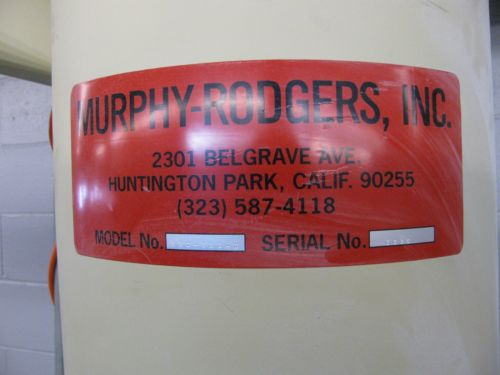 MURPHY-RODGERS, INC.
2301 BELGRAVE AVE.
HUNTINGTON PARK, CALIF. 90255
(323) 587-4118
MODEL No. SERIAL No.